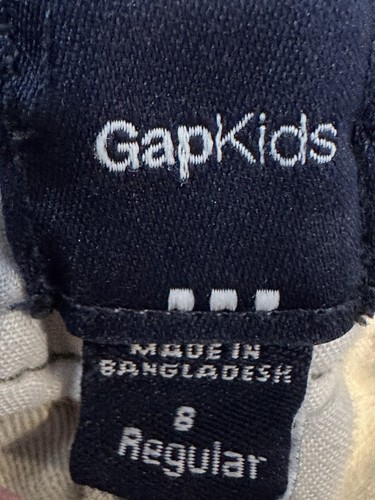 GapKids
MADE IN
BANGLADESH
8
Regular